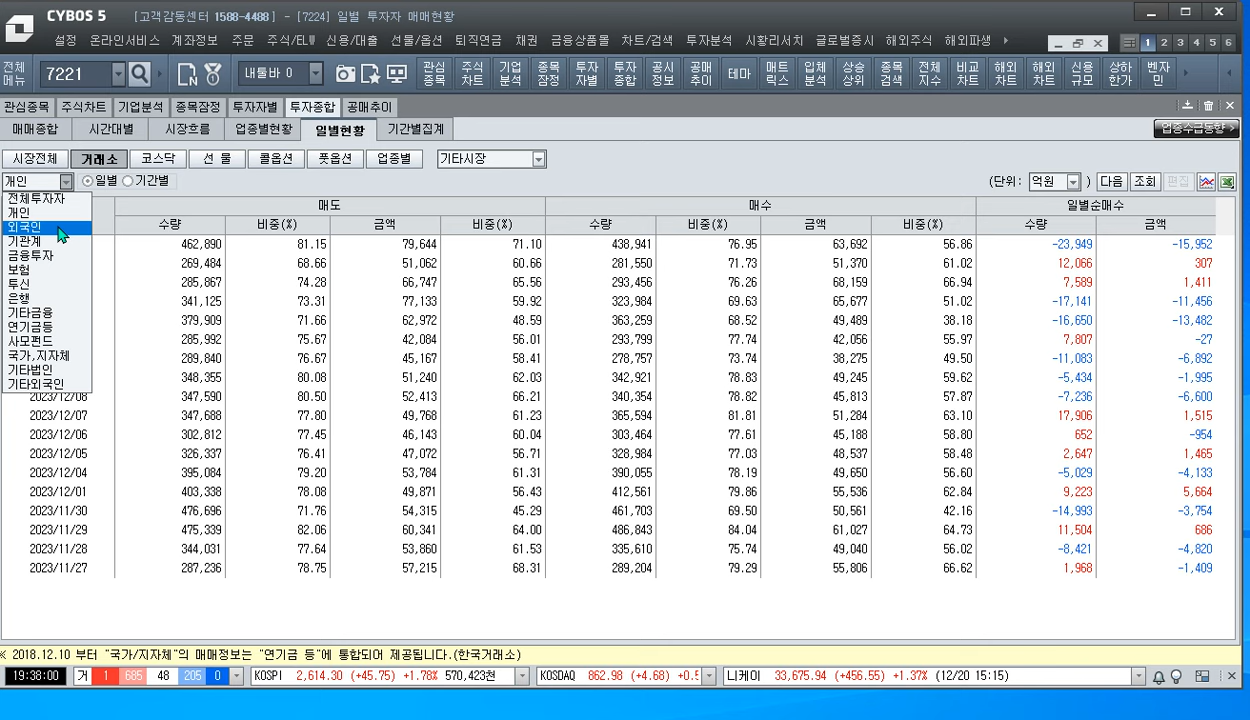 CYBOS 5 [고객감동센터 1588-4488] - [7224] 일별 투자자 매매현황
설정 온라인서비스 계좌정보 주문 주식/ELW 신용/대출 선물/옵션 퇴직연금 채권 금융상품몰 차트/검색 투자분석 시황리서치 글로벌증시 해외주식 해외파생 1 2 3 4 5 6
전체메뉴 7221 내툴바 0 관심종목 주식차트 기업분석 종목잠정 투자자별 투자종합 공시정보 공매추이 테마 매트릭스 입체분석 상승상위 종목검색 전체지수 비교차트 해외차트 해외차트 신용규모 상하한가 벤자민
관심종목 주식차트 기업분석 종목잠정 투자자별 투자종합 공매추이
매매종합 시간대별 시장흐름 업종별현황 일별현황 기간별집계 업종수급동향 >
시장전체 거래소 코스닥 선 물 콜옵션 풋옵션 업종별 기타시장
개인 일별 기간별 (단위: 억원 ) 다음 조회 편집
전체투자자
개인
외국인
기관계
금융투자
보험
투신
은행
기타금융
연기금등
사모펀드
국가,지자체
기타법인
기타외국인
매도 매수 일별순매수
수량 비중(%) 금액 비중(%) 수량 비중(%) 금액 비중(%) 수량 금액
462,890 81.15 79,644 71.10 438,941 76.95 63,692 56.86 -23,949 -15,952
269,484 68.66 51,062 60.66 281,550 71.73 51,370 61.02 12,066 307
285,867 74.28 66,747 65.56 293,456 76.26 68,159 66.94 7,589 1,411
341,125 73.31 77,133 59.92 323,984 69.63 65,677 51.02 -17,141 -11,456
379,909 71.66 62,972 48.59 363,259 68.52 49,489 38.18 -16,650 -13,482
285,992 75.67 42,084 56.01 293,799 77.74 42,056 55.97 7,807 -27
289,840 76.67 45,167 58.41 278,757 73.74 38,275 49.50 -11,083 -6,892
348,355 80.08 51,240 62.03 342,921 78.83 49,245 59.62 -5,434 -1,995
2023/12/08 347,590 80.50 52,413 66.21 340,354 78.82 45,813 57.87 -7,236 -6,600
2023/12/07 347,688 77.80 49,768 61.23 365,594 81.81 51,284 63.10 17,906 1,515
2023/12/06 302,812 77.45 46,143 60.04 303,464 77.61 45,188 58.80 652 -954
2023/12/05 326,337 76.41 47,072 56.71 328,984 77.03 48,537 58.48 2,647 1,465
2023/12/04 395,084 79.20 53,784 61.31 390,055 78.19 49,650 56.60 -5,029 -4,133
2023/12/01 403,338 78.08 49,871 56.43 412,561 79.86 55,536 62.84 9,223 5,664
2023/11/30 476,696 71.76 54,315 45.29 461,703 69.50 50,561 42.16 -14,993 -3,754
2023/11/29 475,339 82.06 60,341 64.00 486,843 84.04 61,027 64.73 11,504 686
2023/11/28 344,031 77.64 53,860 61.53 335,610 75.74 49,040 56.02 -8,421 -4,820
2023/11/27 287,236 78.75 57,215 68.31 289,204 79.29 55,806 66.62 1,968 -1,409
※ 2018.12.10 부터 "국가/지자체"의 매매정보는 "연기금 등"에 통합되어 제공됩니다.(한국거래소)
19:38:00 거 1 685 48 205 0 KOSPI 2,614.30 (+45.75) +1.78% 570,423천 KOSDAQ 862.98 (+4.68) +0.5 니케이 33,675.94 (+456.55) +1.37% (12/20 15:15)